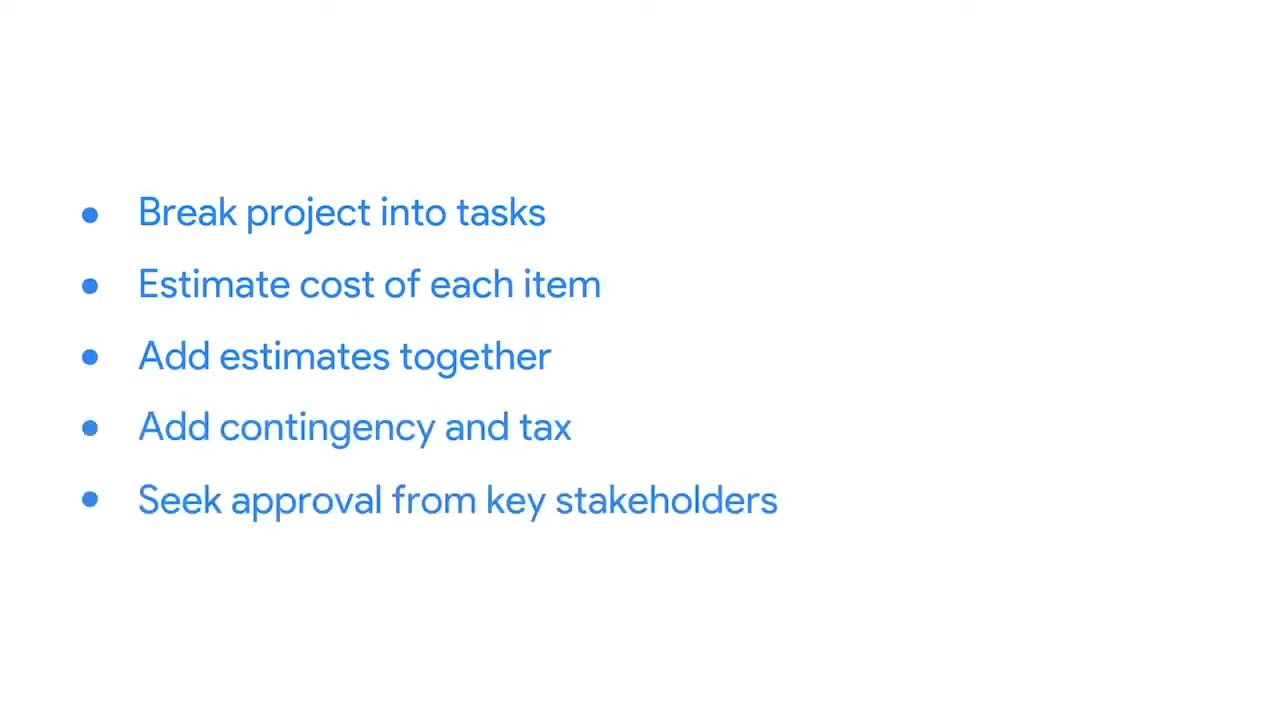 • Break project into tasks
• Estimate cost of each item
• Add estimates together
• Add contingency and tax
• Seek approval from key stakeholders